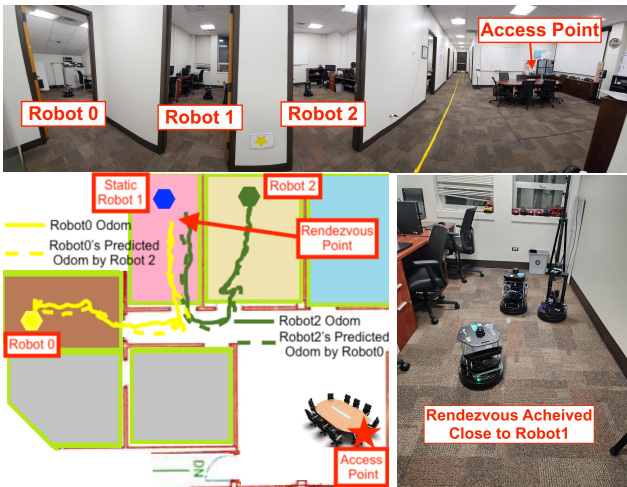 Access Point
Robot 0
Robot 1
Robot 2
Static
Robot 1
Robot 2
Robot0 Odom
Robot0's Predicted
Odom by Robot 2
Rendezvous
Point
Robot 0
Robot2 Odom
Robot2's Predicted
Odom by Robot0
DN
Access
Point
Rendezvous Acheived
Close to Robot1